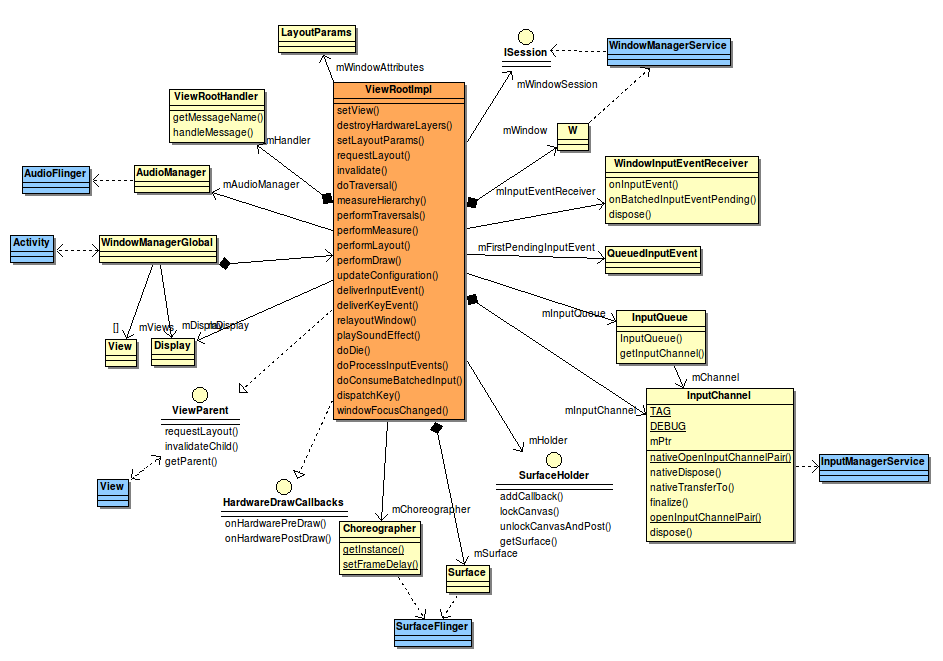 LayoutParams
mWindowAttributes
ISession
WindowManagerService
mWindowSession
ViewRootHandler
getMessageName()
handleMessage()
mHandler
ViewRootImpl
setView()
destroyHardwareLayers()
setLayoutParams()
requestLayout()
invalidate()
doTraversal()
measureHierarchy()
performTraversals()
performMeasure()
performLayout()
performDraw()
updateConfiguration()
deliverInputEvent()
deliverKeyEvent()
relayoutWindow()
playSoundEffect()
doDie()
doProcessInputEvents()
doConsumeBatchedInput()
dispatchKey()
windowFocusChanged()
mWindow
W
WindowInputEventReceiver
onInputEvent()
onBatchedInputEventPending()
dispose()
mInputEventReceiver
AudioFlinger
AudioManager
mAudioManager
Activity
WindowManagerGlobal
mFirstPendingInputEvent
QueuedInputEvent
[]
mViews
mDisplay
mDisplay
View
Display
mInputQueue
InputQueue
InputQueue()
getInputChannel()
mChannel
mInputChannel
InputChannel
TAG
DEBUG
mPtr
nativeOpenInputChannelPair()
nativeDispose()
nativeTransferTo()
finalize()
openInputChannelPair()
dispose()
InputManagerService
ViewParent
requestLayout()
invalidateChild()
getParent()
View
HardwareDrawCallbacks
onHardwarePreDraw()
onHardwarePostDraw()
mHolder
SurfaceHolder
addCallback()
lockCanvas()
unlockCanvasAndPost()
getSurface()
mChoreographer
Choreographer
getInstance()
setFrameDelay()
mSurface
Surface
SurfaceFlinger